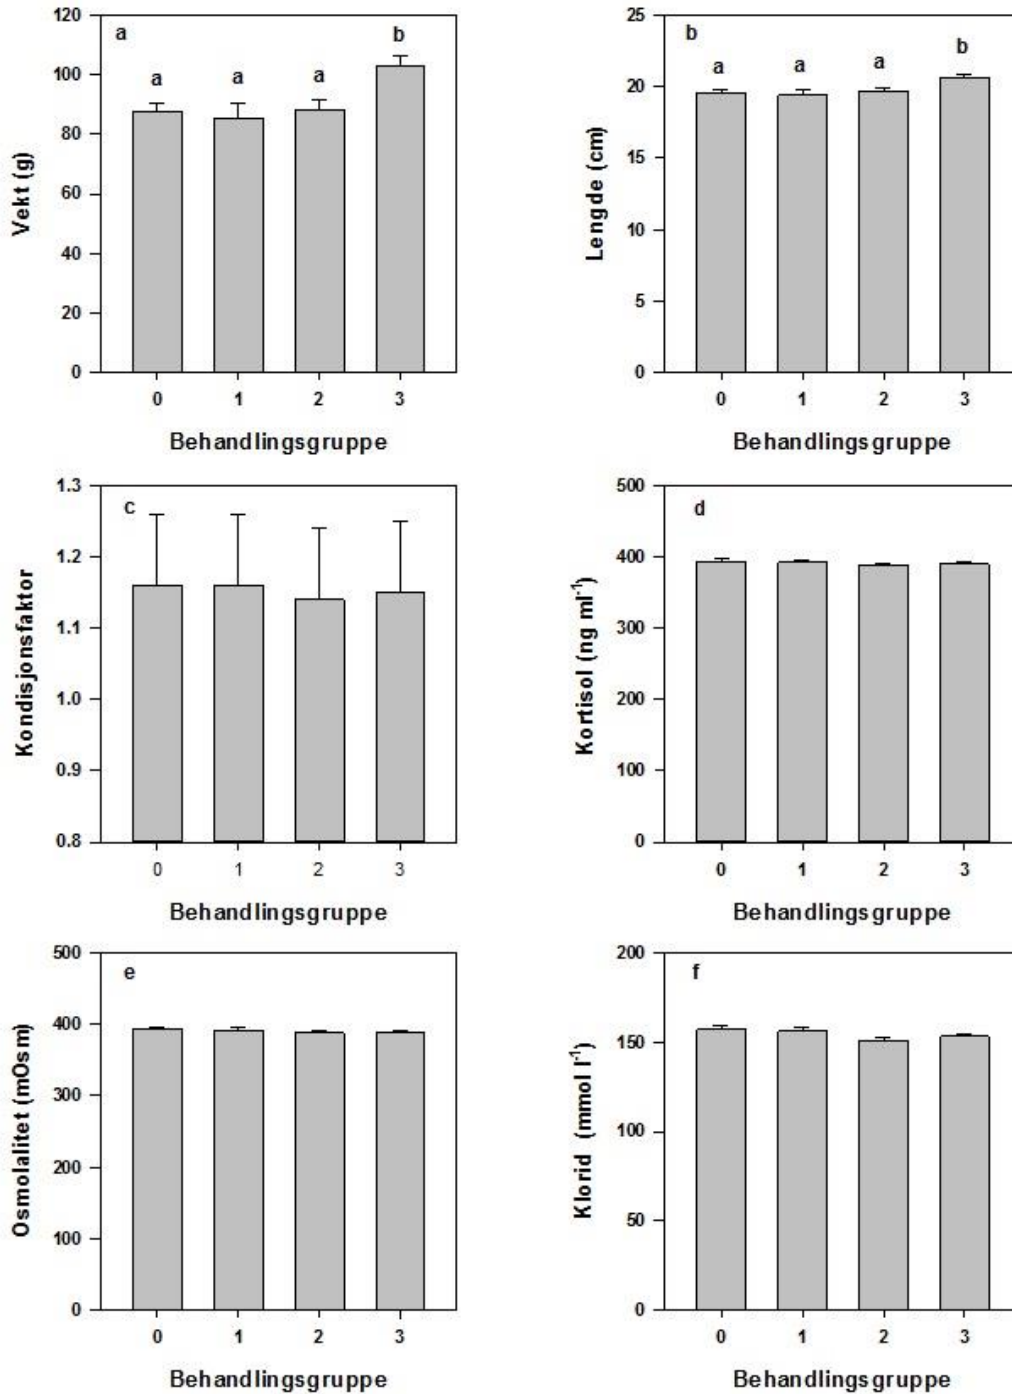 a
Vekt (g)
120
100
80
60
40
20
0
a a a b
0 1 2 3
Behandlingsgruppe
b
Lengde (cm)
25
20
15
10
5
0
a a a b
0 1 2 3
Behandlingsgruppe
c
Kondisjonsfaktor
1.3
1.2
1.1
1.0
0.9
0.8
0 1 2 3
Behandlingsgruppe
d
Kortisol (ng ml⁻¹)
500
400
300
200
100
0
0 1 2 3
Behandlingsgruppe
e
Osmolalitet (mOsm)
500
400
300
200
100
0
0 1 2 3
Behandlingsgruppe
f
Klorid (mmol l⁻¹)
200
150
100
50
0
0 1 2 3
Behandlingsgruppe